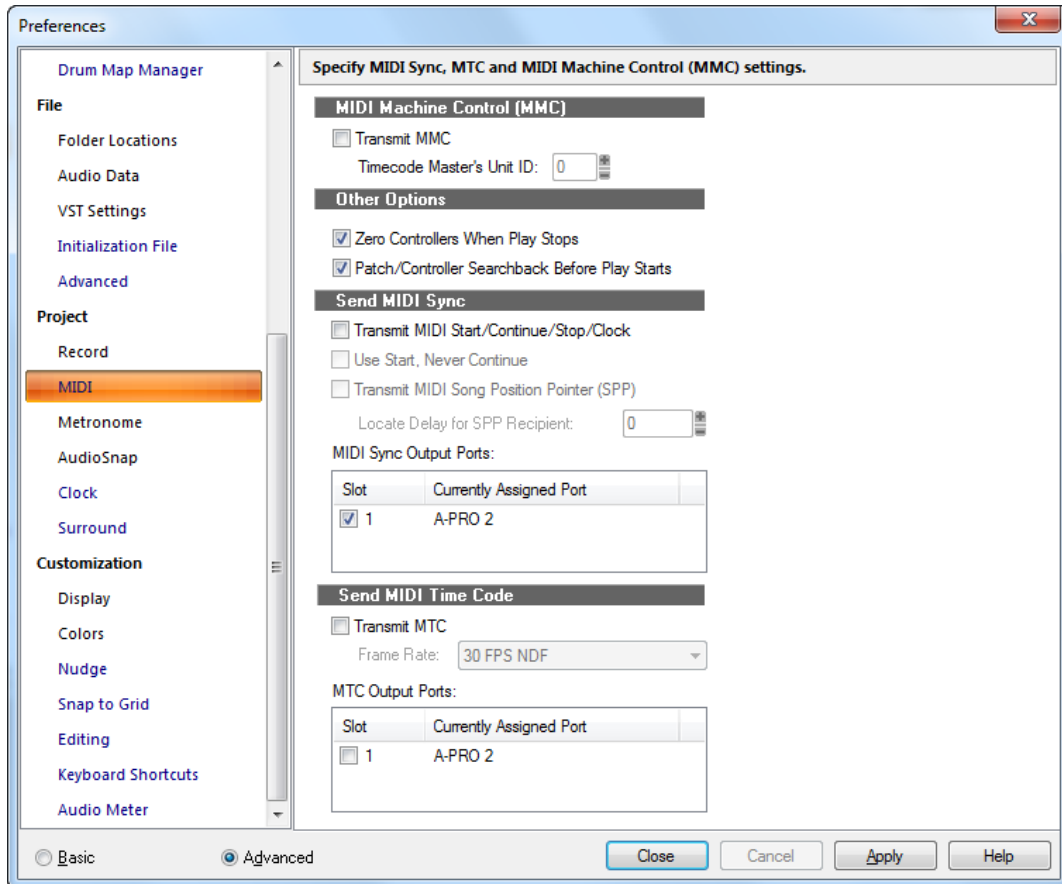 Preferences
Drum Map Manager
File
Folder Locations
Audio Data
VST Settings
Initialization File
Advanced
Project
Record
MIDI
Metronome
AudioSnap
Clock
Surround
Customization
Display
Colors
Nudge
Snap to Grid
Editing
Keyboard Shortcuts
Audio Meter
Specify MIDI Sync, MTC and MIDI Machine Control (MMC) settings.
MIDI Machine Control (MMC)
Transmit MMC
Timecode Master's Unit ID: 0
Other Options
Zero Controllers When Play Stops
Patch/Controller Searchback Before Play Starts
Send MIDI Sync
Transmit MIDI Start/Continue/Stop/Clock
Use Start, Never Continue
Transmit MIDI Song Position Pointer (SPP)
Locate Delay for SPP Recipient: 0
MIDI Sync Output Ports:
Slot Currently Assigned Port
1 A-PRO 2
Send MIDI Time Code
Transmit MTC
Frame Rate: 30 FPS NDF
MTC Output Ports:
Slot Currently Assigned Port
1 A-PRO 2
Basic Advanced Close Cancel Apply Help